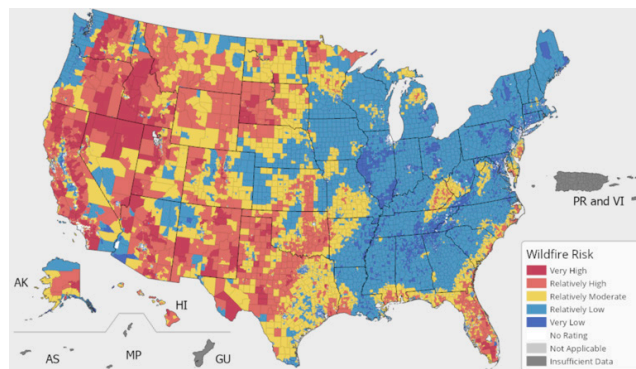 PR and VI
AK
HI
AS
MP
GU
Wildfire Risk
Very High
Relatively High
Relatively Moderate
Relatively Low
Very Low
No Rating
Not Applicable
Insufficient Data